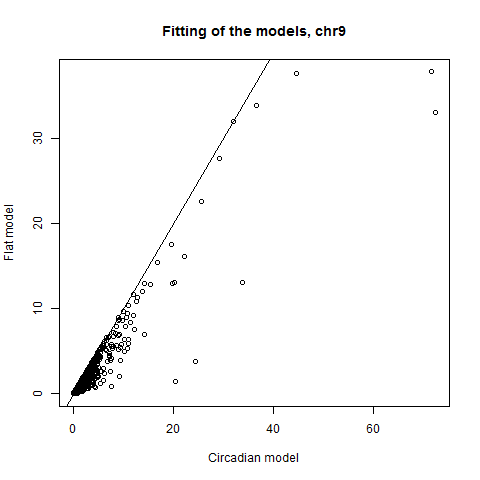 Fitting of the models, chr9
Flat model
30
20
10
0
0 20 40 60
Circadian model